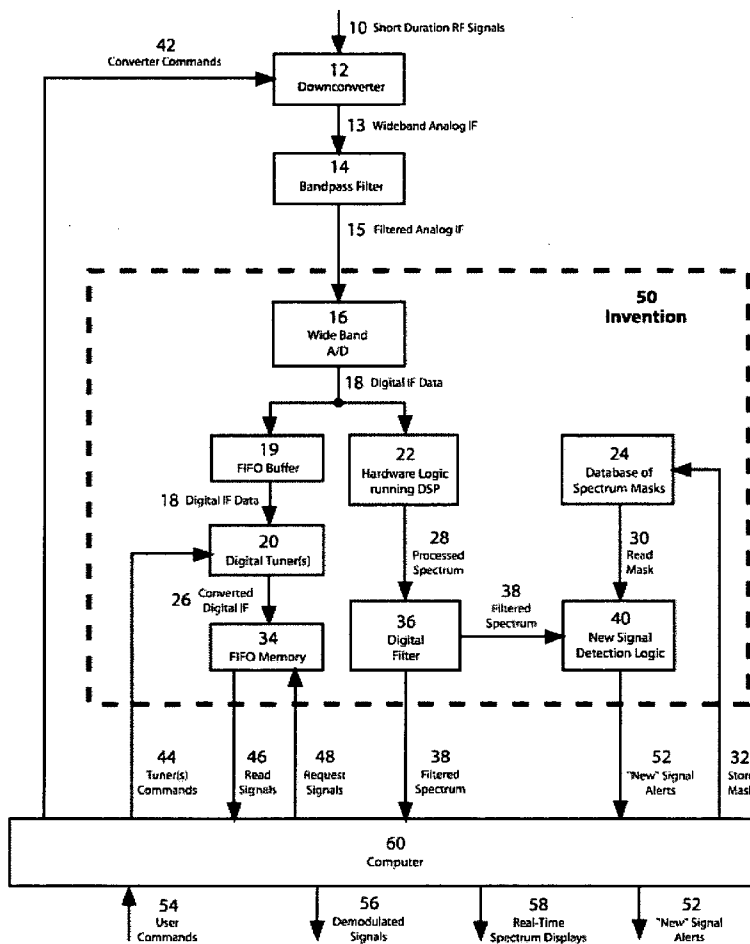 10 Short Duration RF Signals
42
Converter Commands
12
Downconverter
13 Wideband Analog IF
14
Bandpass Filter
15 Filtered Analog IF
50
Invention
16
Wide Band
A/D
18 Digital IF Data
19
FIFO Buffer
22
Hardware Logic
running DSP
24
Database of
Spectrum Masks
18 Digital IF Data
28
Processed
Spectrum
30
Read
Mask
20
Digital Tuner(s)
26 Converted
Digital IF
38
Filtered
Spectrum
34
FIFO Memory
36
Digital
Filter
40
New Signal
Detection Logic
44
Tuner(s)
Commands
46
Read
Signals
48
Request
Signals
38
Filtered
Spectrum
52
"New" Signal
Alerts
32
Stor
Mask
60
Computer
54
User
Commands
56
Demodulated
Signals
58
Real-Time
Spectrum Displays
52
"New" Signal
Alerts